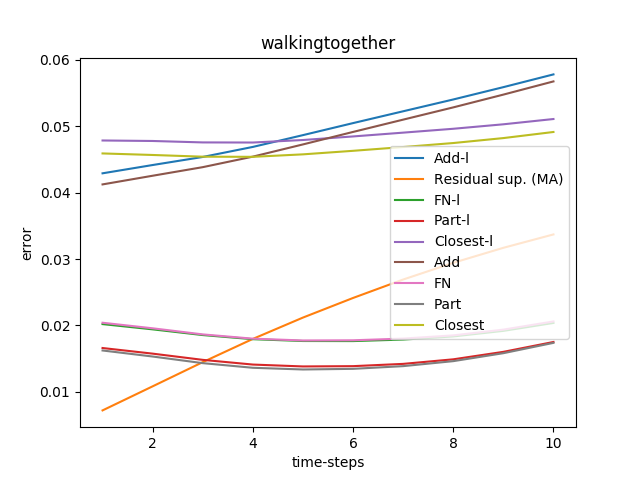 walkingtogether
0.06
0.05
0.04
0.03
0.02
0.01
error
Add-l
Residual sup. (MA)
FN-l
Part-l
Closest-l
Add
FN
Part
Closest
2
4
6
8
10
time-steps